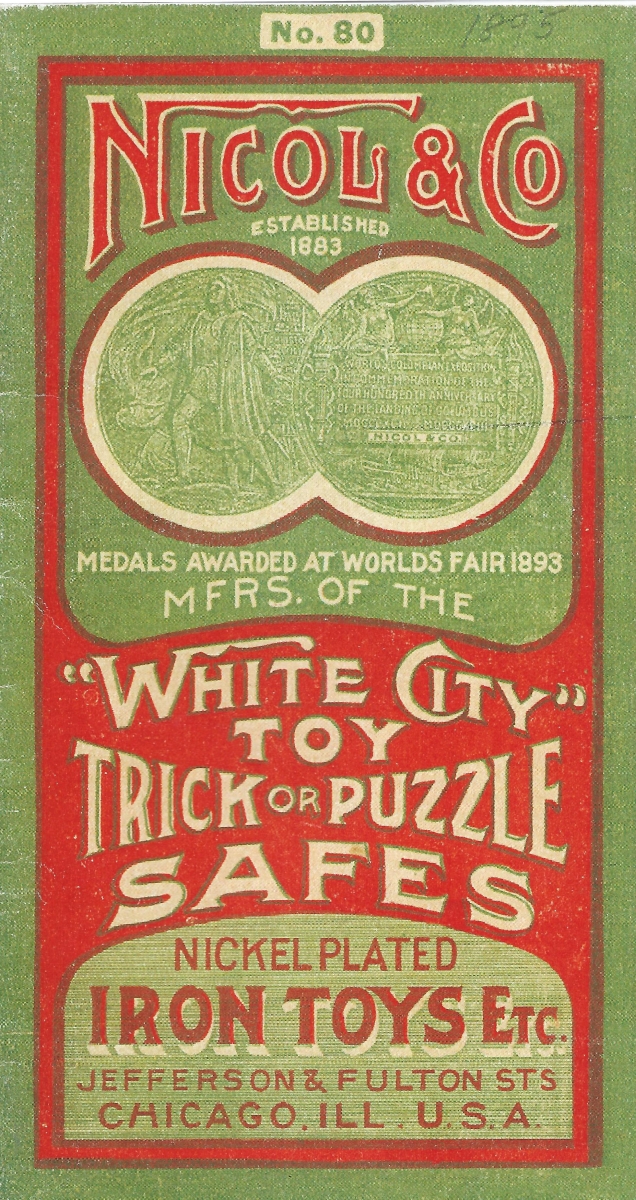 No. 80
1895
NICOL & CO
ESTABLISHED
1883
WORLD'S COLUMBIAN EXPOSITION
IN COMMEMORATION OF THE
FOUR HUNDREDTH ANNIVERSARY
OF THE LANDING OF COLUMBUS
NICOL & CO.
MEDALS AWARDED AT WORLDS FAIR 1893
MFRS. OF THE
"WHITE CITY"
TOY
TRICK OR PUZZLE
SAFES
NICKEL PLATED
IRON TOYS ETC.
JEFFERSON & FULTON STS
CHICAGO, ILL. U.S.A.